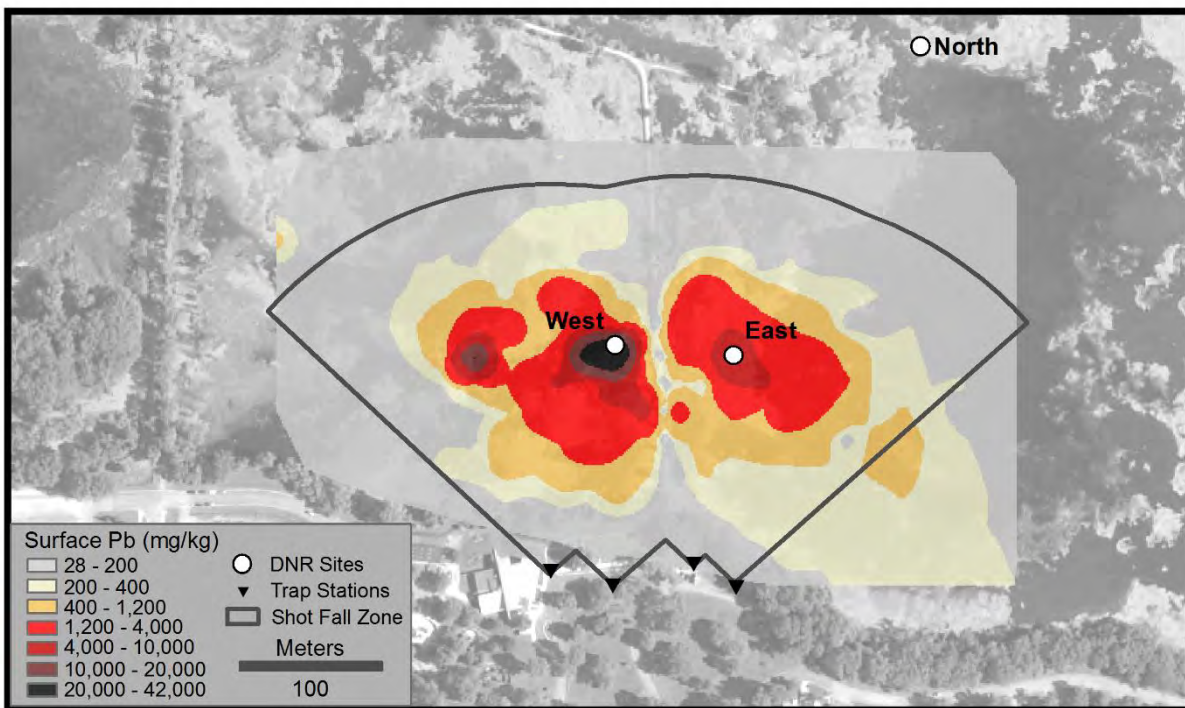 North
West
East
Surface Pb (mg/kg)
28 - 200
200 - 400
400 - 1,200
1,200 - 4,000
4,000 - 10,000
10,000 - 20,000
20,000 - 42,000
DNR Sites
Trap Stations
Shot Fall Zone
Meters
100